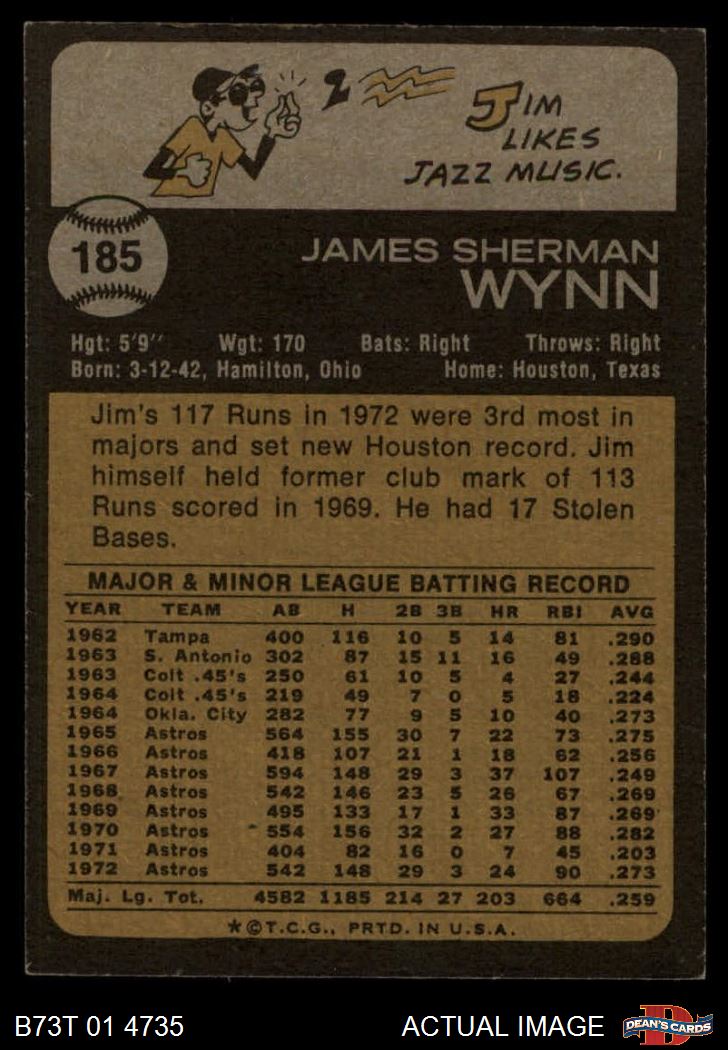 JIM
LIKES
JAZZ MUSIC.
185
JAMES SHERMAN
WYNN
Hgt: 5'9" Wgt: 170 Bats: Right Throws: Right
Born: 3-12-42, Hamilton, Ohio Home: Houston, Texas
Jim's 117 Runs in 1972 were 3rd most in
majors and set new Houston record. Jim
himself held former club mark of 113
Runs scored in 1969. He had 17 Stolen
Bases.
MAJOR & MINOR LEAGUE BATTING RECORD
YEAR TEAM AB H 2B 3B HR RBI AVG
1962 Tampa 400 116 10 5 14 81 .290
1963 S. Antonio 302 87 15 11 16 49 .288
1963 Colt .45's 250 61 10 5 4 27 .244
1964 Colt .45's 219 49 7 0 5 18 .224
1964 Okla. City 282 77 9 5 10 40 .273
1965 Astros 564 155 30 7 22 73 .275
1966 Astros 418 107 21 1 18 62 .256
1967 Astros 594 148 29 3 37 107 .249
1968 Astros 542 146 23 5 26 67 .269
1969 Astros 495 133 17 1 33 87 .269
1970 Astros 554 156 32 2 27 88 .282
1971 Astros 404 82 16 0 7 45 .203
1972 Astros 542 148 29 3 24 90 .273
Maj. Lg. Tot. 4582 1185 214 27 203 664 .259
*©T.C.G., PRTD. IN U.S.A.
B73T 01 4735 ACTUAL IMAGE D DEAN'S CARDS